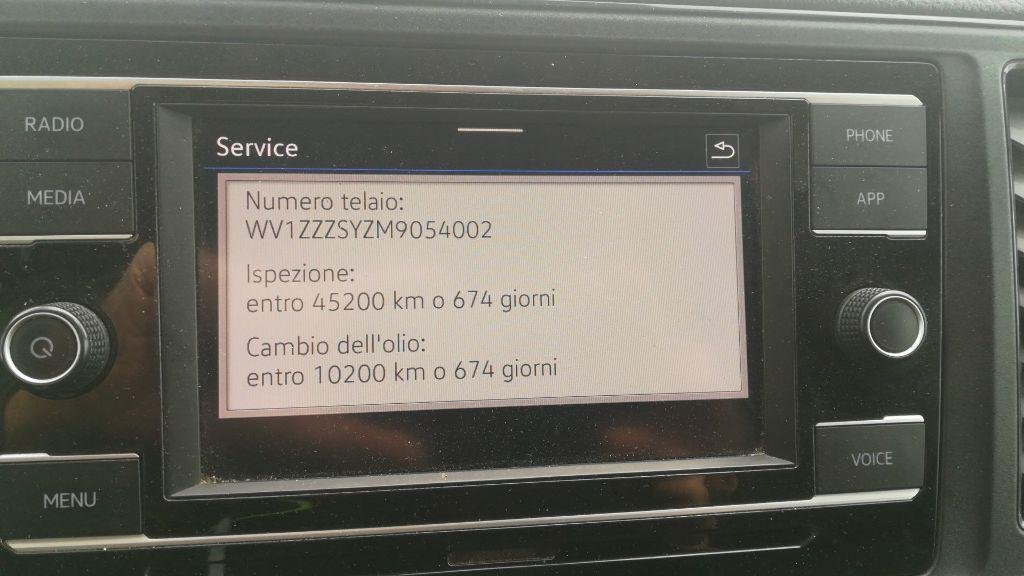 RADIO
MEDIA
MENU
Service
Numero telaio:
WV1ZZZSYZM9054002
Ispezione:
entro 45200 km o 674 giorni
Cambio dell'olio:
entro 10200 km o 674 giorni
PHONE
APP
VOICE